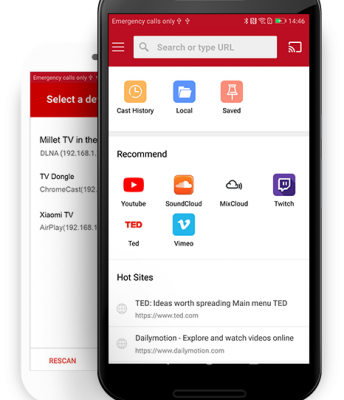 Emergency calls only
Select a de
Millet TV in the
DLNA (192.168.1.
TV Dongle
ChromeCast(192.
Xiaomi TV
AirPlay(192.168.1
RESCAN
Emergency calls only
14:46
Search or type URL
Cast History Local Saved
Recommend
Youtube SoundCloud MixCloud Twitch
TED
Ted Vimeo
Hot Sites
TED: Ideas worth spreading Main menu TED
https://www.ted.com
Dailymotion - Explore and watch videos online
https://www.dailymotion.com